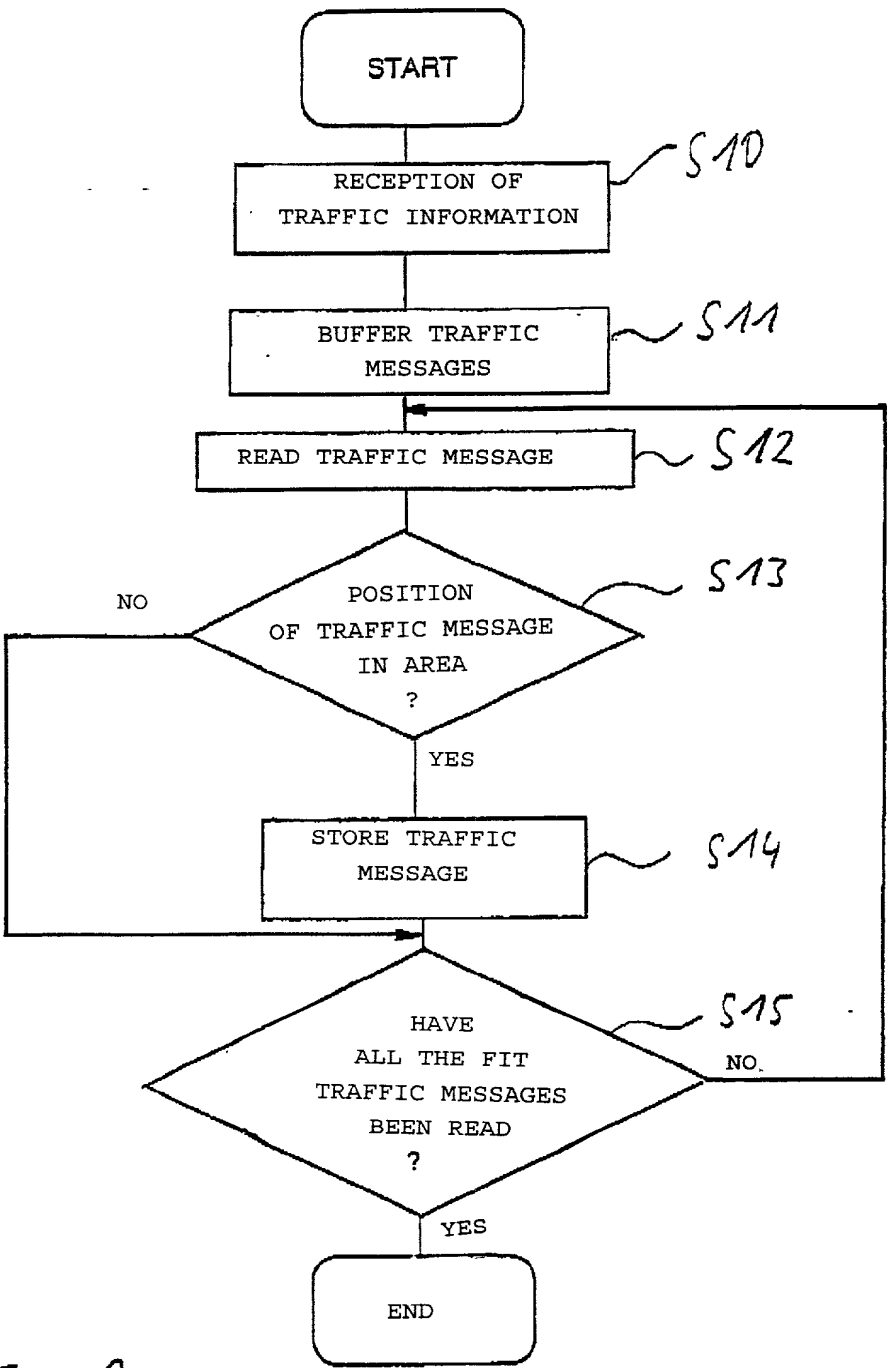 START
RECEPTION OF
TRAFFIC INFORMATION
S10
BUFFER TRAFFIC
MESSAGES
S11
READ TRAFFIC MESSAGE
S12
POSITION
OF TRAFFIC MESSAGE
IN AREA
?
S13
NO
YES
STORE TRAFFIC
MESSAGE
S14
HAVE
ALL THE FIT
TRAFFIC MESSAGES
BEEN READ
?
S15
NO
YES
END